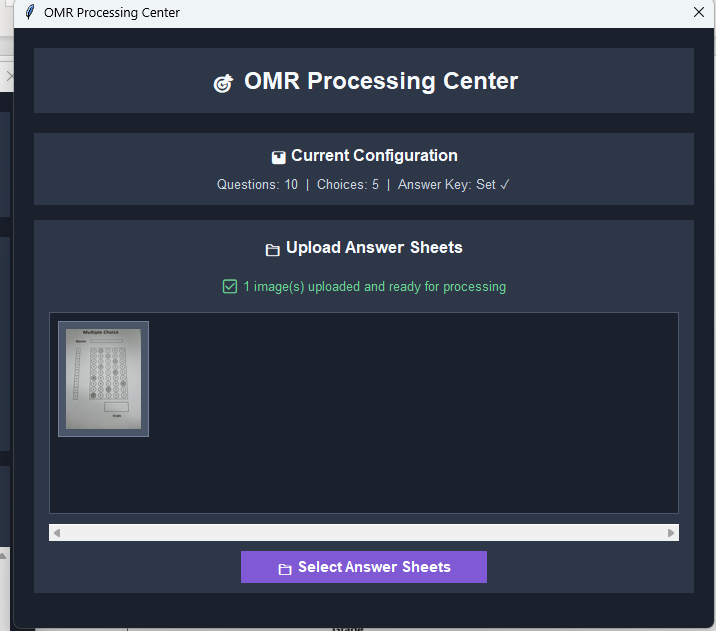 OMR Processing Center
OMR Processing Center
Current Configuration
Questions: 10 | Choices: 5 | Answer Key: Set ✓
Upload Answer Sheets
1 image(s) uploaded and ready for processing
Multiple Choice
Name
Grade
Select Answer Sheets
Grade